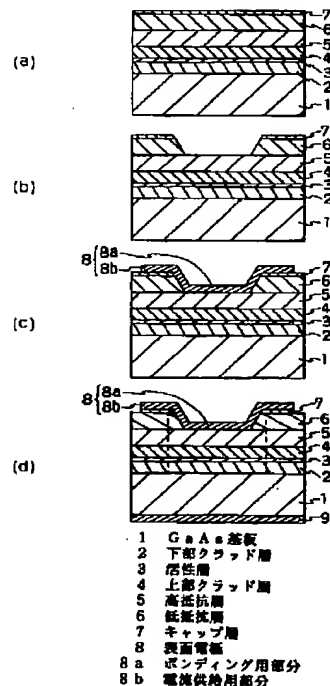 (a)
7
6
5
4
3
2
1
(b)
7
6
5
4
3
2
1
(c)
8{8a
8b
7
6
5
4
3
2
1
(d)
8{8a
8b
7
6
5
4
3
2
1
9
1 GaAs基板
2 下部クラッド層
3 活性層
4 上部クラッド層
5 高抵抗層
6 低抵抗層
7 キャップ層
8 表面電極
8a ボンディング用部分
8b 電流供給用部分